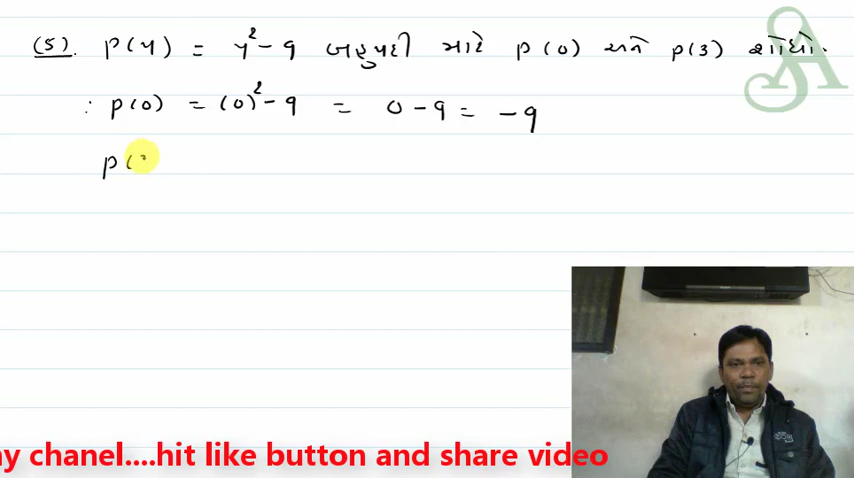 (5). P(y) = y² - 9 બહુપદી માટે P(0) અને P(3) શોધો.
: P(0) = (0)² - 9 = 0 - 9 = -9
P(
ny chanel....hit like button and share video